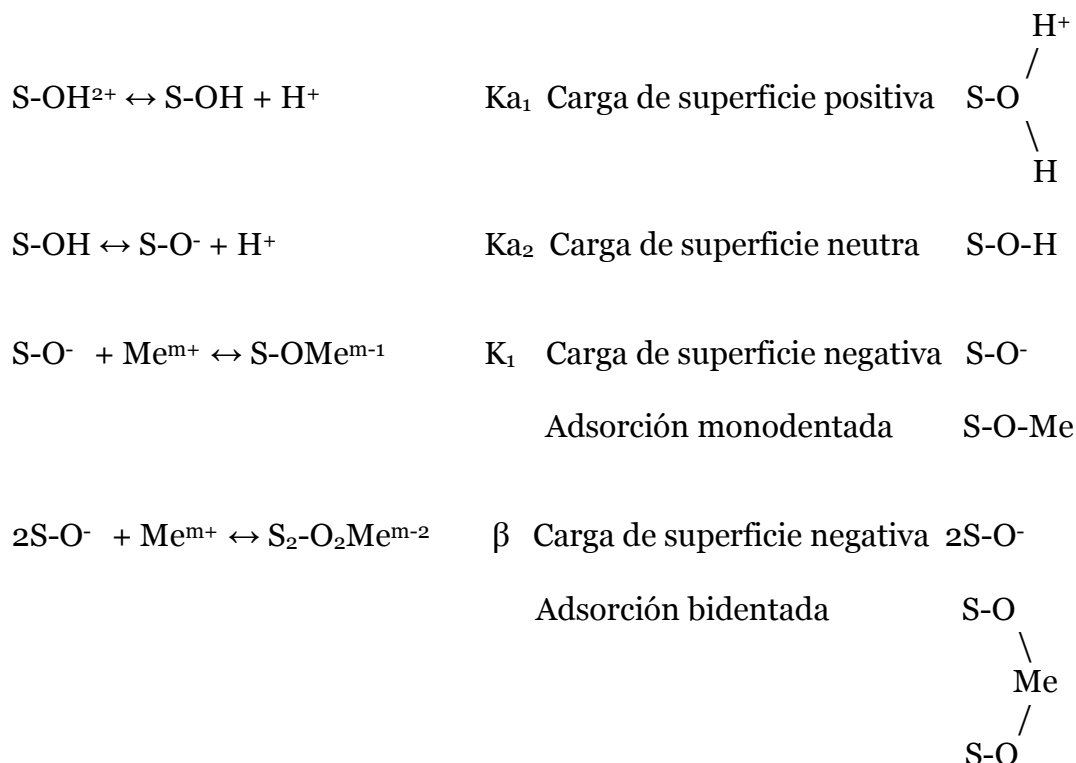 H⁺
/
S-OH²⁺ ↔ S-OH + H⁺ Ka₁ Carga de superficie positiva S-O
\
H
S-OH ↔ S-O⁻ + H⁺ Ka₂ Carga de superficie neutra S-O-H
S-O⁻ + Meᵐ⁺ ↔ S-OMeᵐ⁻¹ K₁ Carga de superficie negativa S-O⁻
Adsorción monodentada S-O-Me
2S-O⁻ + Meᵐ⁺ ↔ S₂-O₂Meᵐ⁻² β Carga de superficie negativa 2S-O⁻
Adsorción bidentada S-O
\
Me
/
S-O